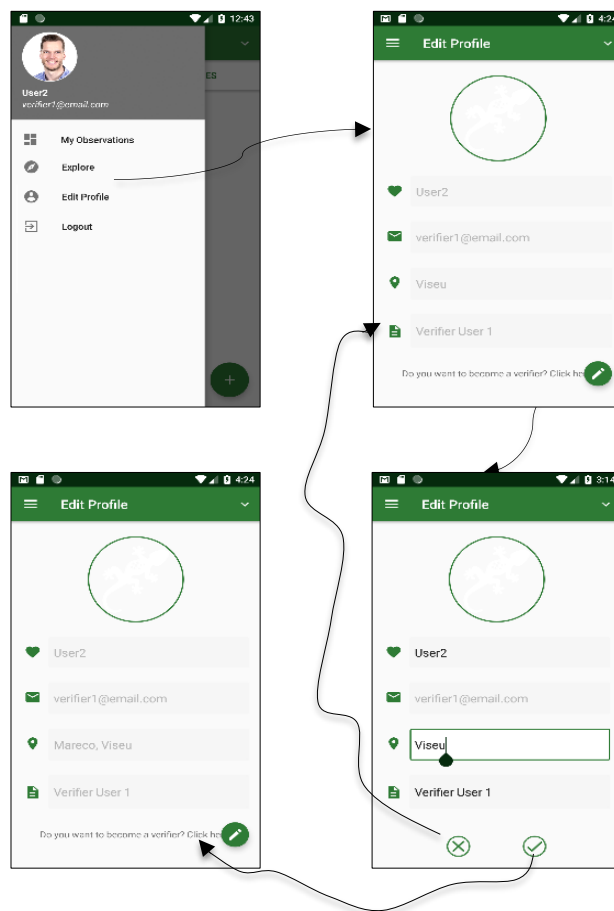 12:43
ES
User2
verifier1@email.com
My Observations
Explore
Edit Profile
Logout
+
4:24
Edit Profile
User2
verifier1@email.com
Viseu
Verifier User 1
Do you want to become a verifier? Click he
4:24
Edit Profile
User2
verifier1@email.com
Mareco, Viseu
Verifier User 1
Do you want to become a verifier? Click he
3:14
Edit Profile
User2
verifier1@email.com
Viseu
Verifier User 1